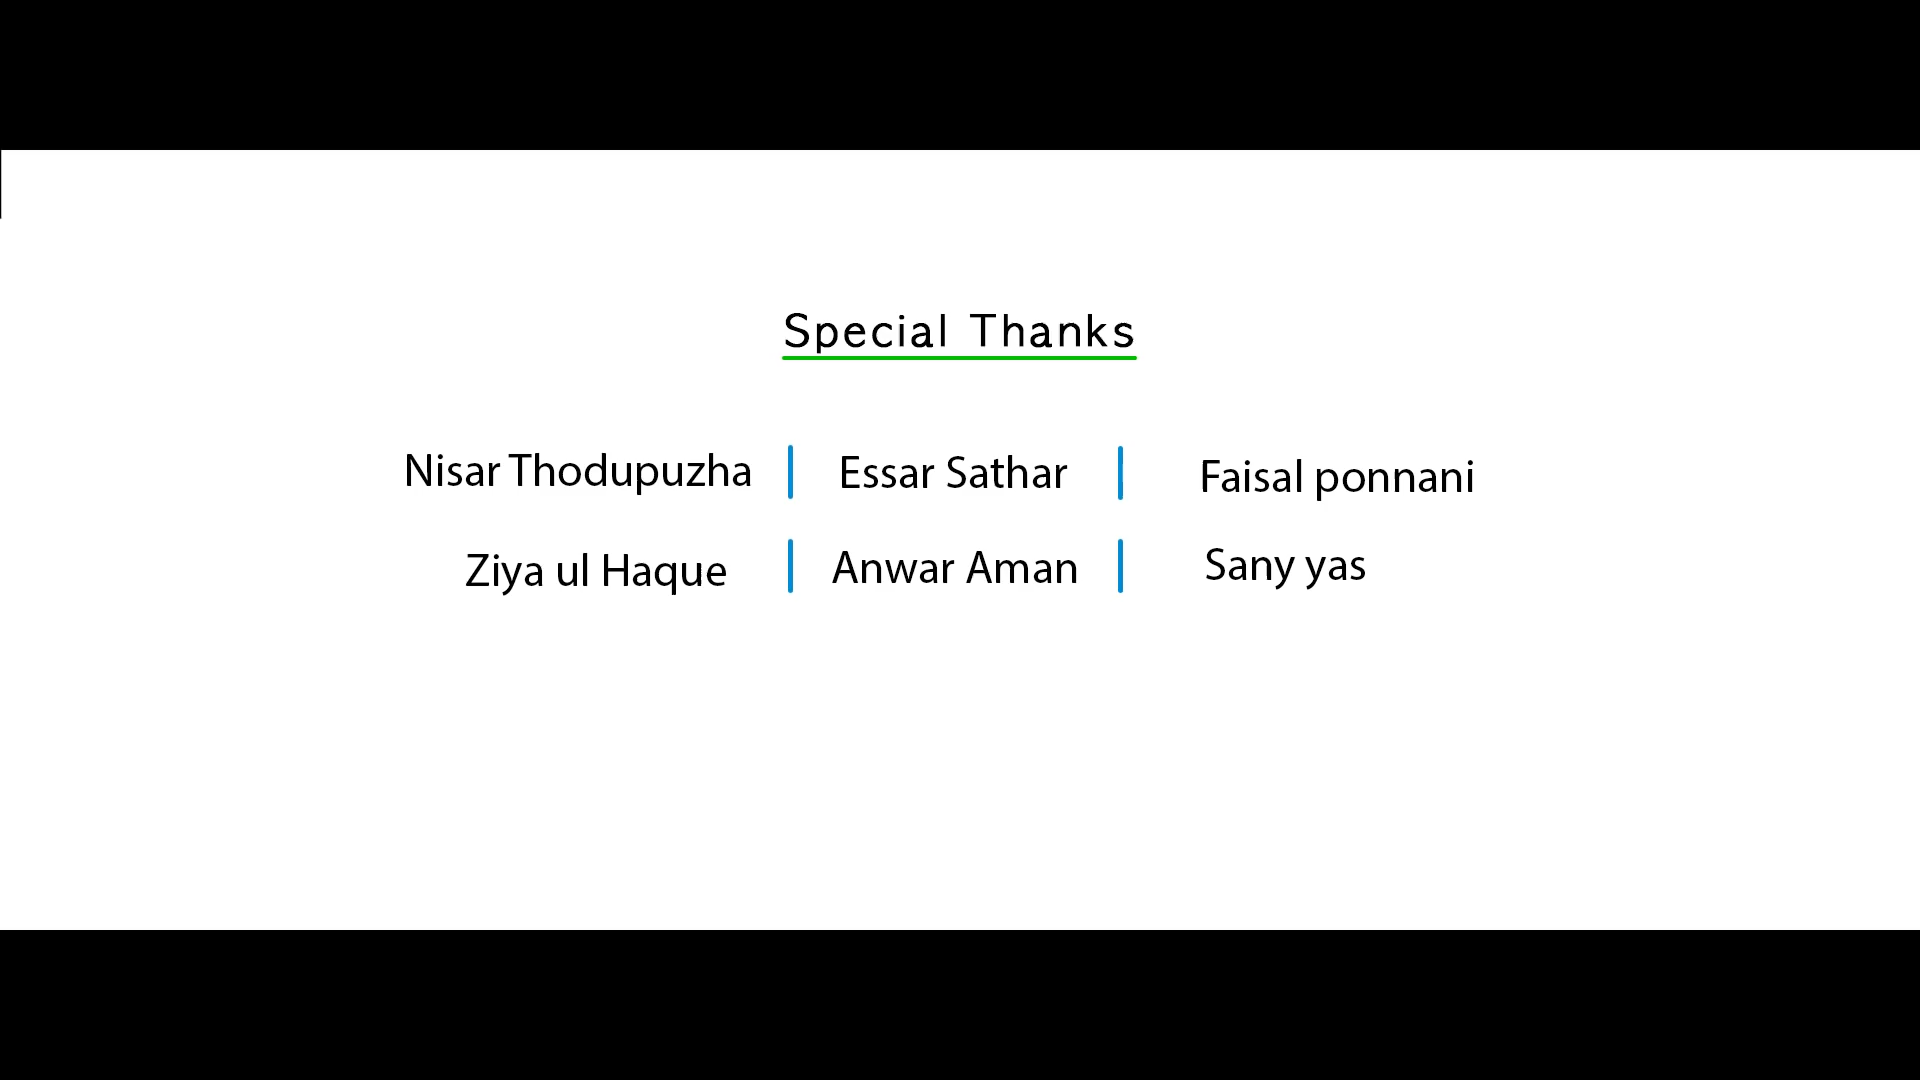 Special Thanks
Nisar Thodupuzha | Essar Sathar | Faisal ponnani
Ziya ul Haque | Anwar Aman | Sany yas